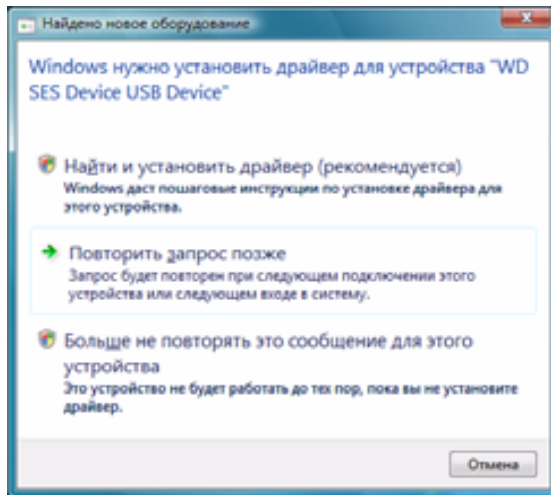 Найдено новое оборудование
Windows нужно установить драйвер для устройства "WD
SES Device USB Device"
Найти и установить драйвер (рекомендуется)
Windows даст пошаговые инструкции по установке драйвера для
этого устройства.
Повторить запрос позже
Запрос будет повторен при следующем подключении этого
устройства или следующем входе в систему.
Больше не повторять это сообщение для этого
устройства
Это устройство не будет работать до тех пор, пока вы не установите
драйвер.
Отмена